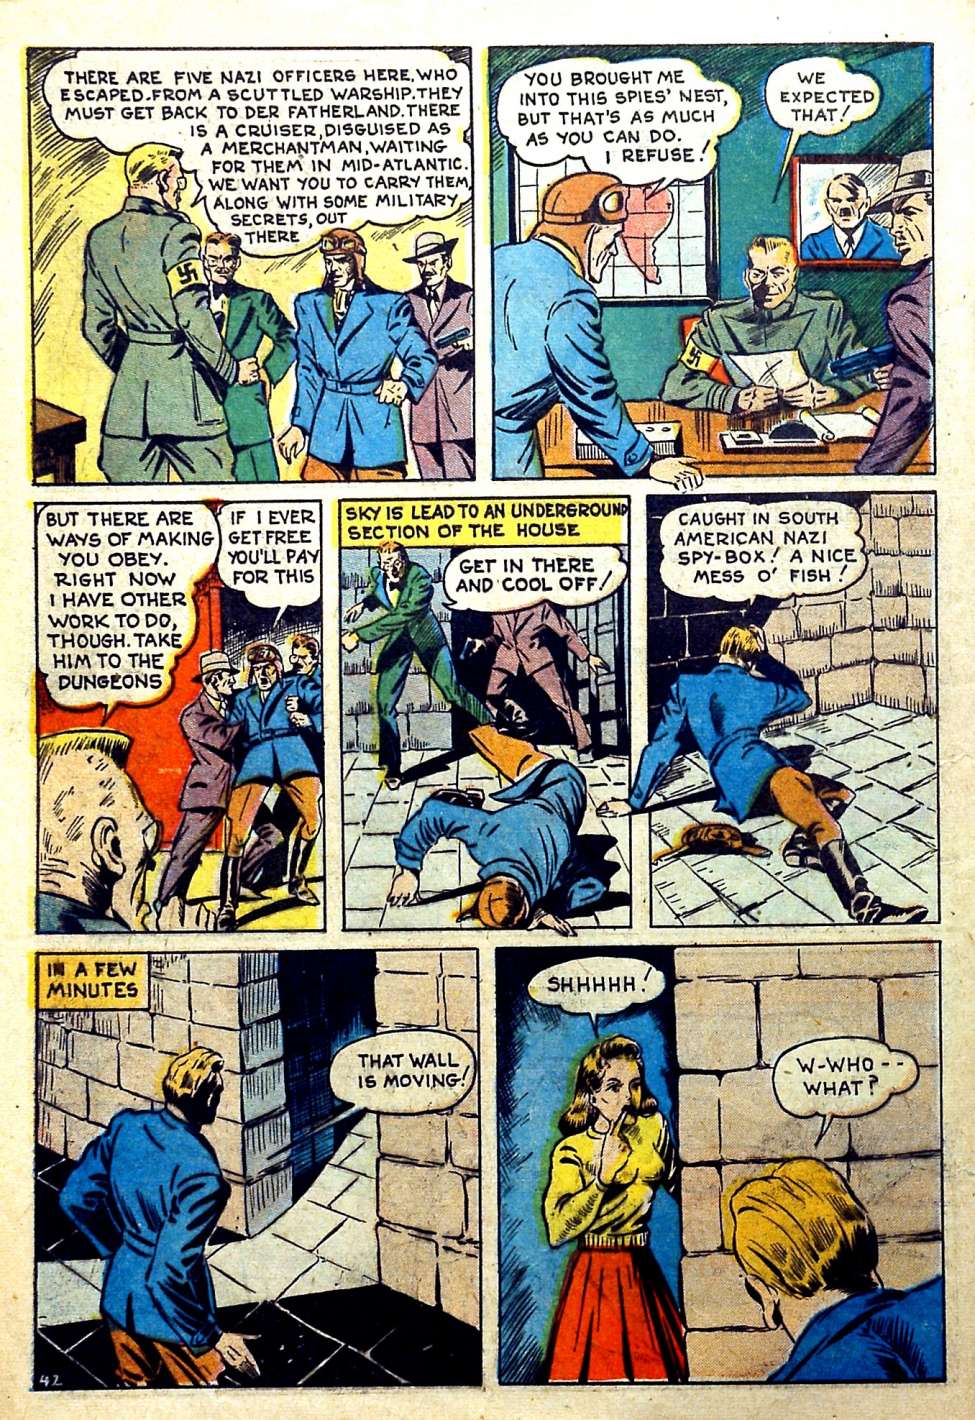 THERE ARE FIVE NAZI OFFICERS HERE, WHO
ESCAPED FROM A SCUTTLED WARSHIP. THEY
MUST GET BACK TO DER FATHERLAND. THERE
IS A CRUISER, DISGUISED AS
A MERCHANTMAN, WAITING
FOR THEM IN MID-ATLANTIC.
WE WANT YOU TO CARRY THEM,
ALONG WITH SOME MILITARY
SECRETS, OUT
THERE
YOU BROUGHT ME
INTO THIS SPIES' NEST,
BUT THAT'S AS MUCH
AS YOU CAN DO.
I REFUSE!
WE
EXPECTED
THAT!
BUT THERE ARE
WAYS OF MAKING
YOU OBEY.
RIGHT NOW
I HAVE OTHER
WORK TO DO,
THOUGH. TAKE
HIM TO THE
DUNGEONS
IF I EVER
GET FREE
YOU'LL PAY
FOR THIS
SKY IS LEAD TO AN UNDERGROUND
SECTION OF THE HOUSE
GET IN THERE
AND COOL OFF!
CAUGHT IN SOUTH
AMERICAN NAZI
SPY-BOX! A NICE
MESS O' FISH!
IN A FEW
MINUTES
THAT WALL
IS MOVING!
42
SHHHHH!
W-WHO--
WHAT?